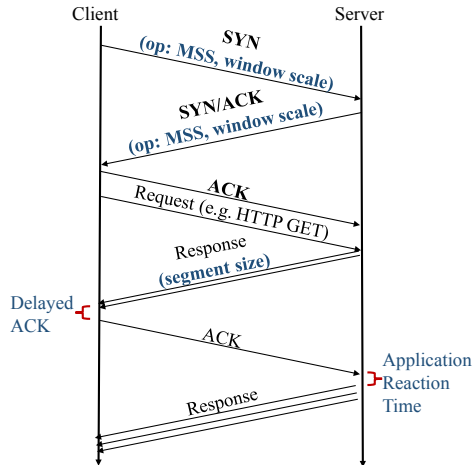 Client
Server
SYN
(op: MSS, window scale)
SYN/ACK
(op: MSS, window scale)
ACK
Request (e.g. HTTP GET)
Response
(segment size)
Delayed
ACK
ACK
Application
Reaction
Time
Response